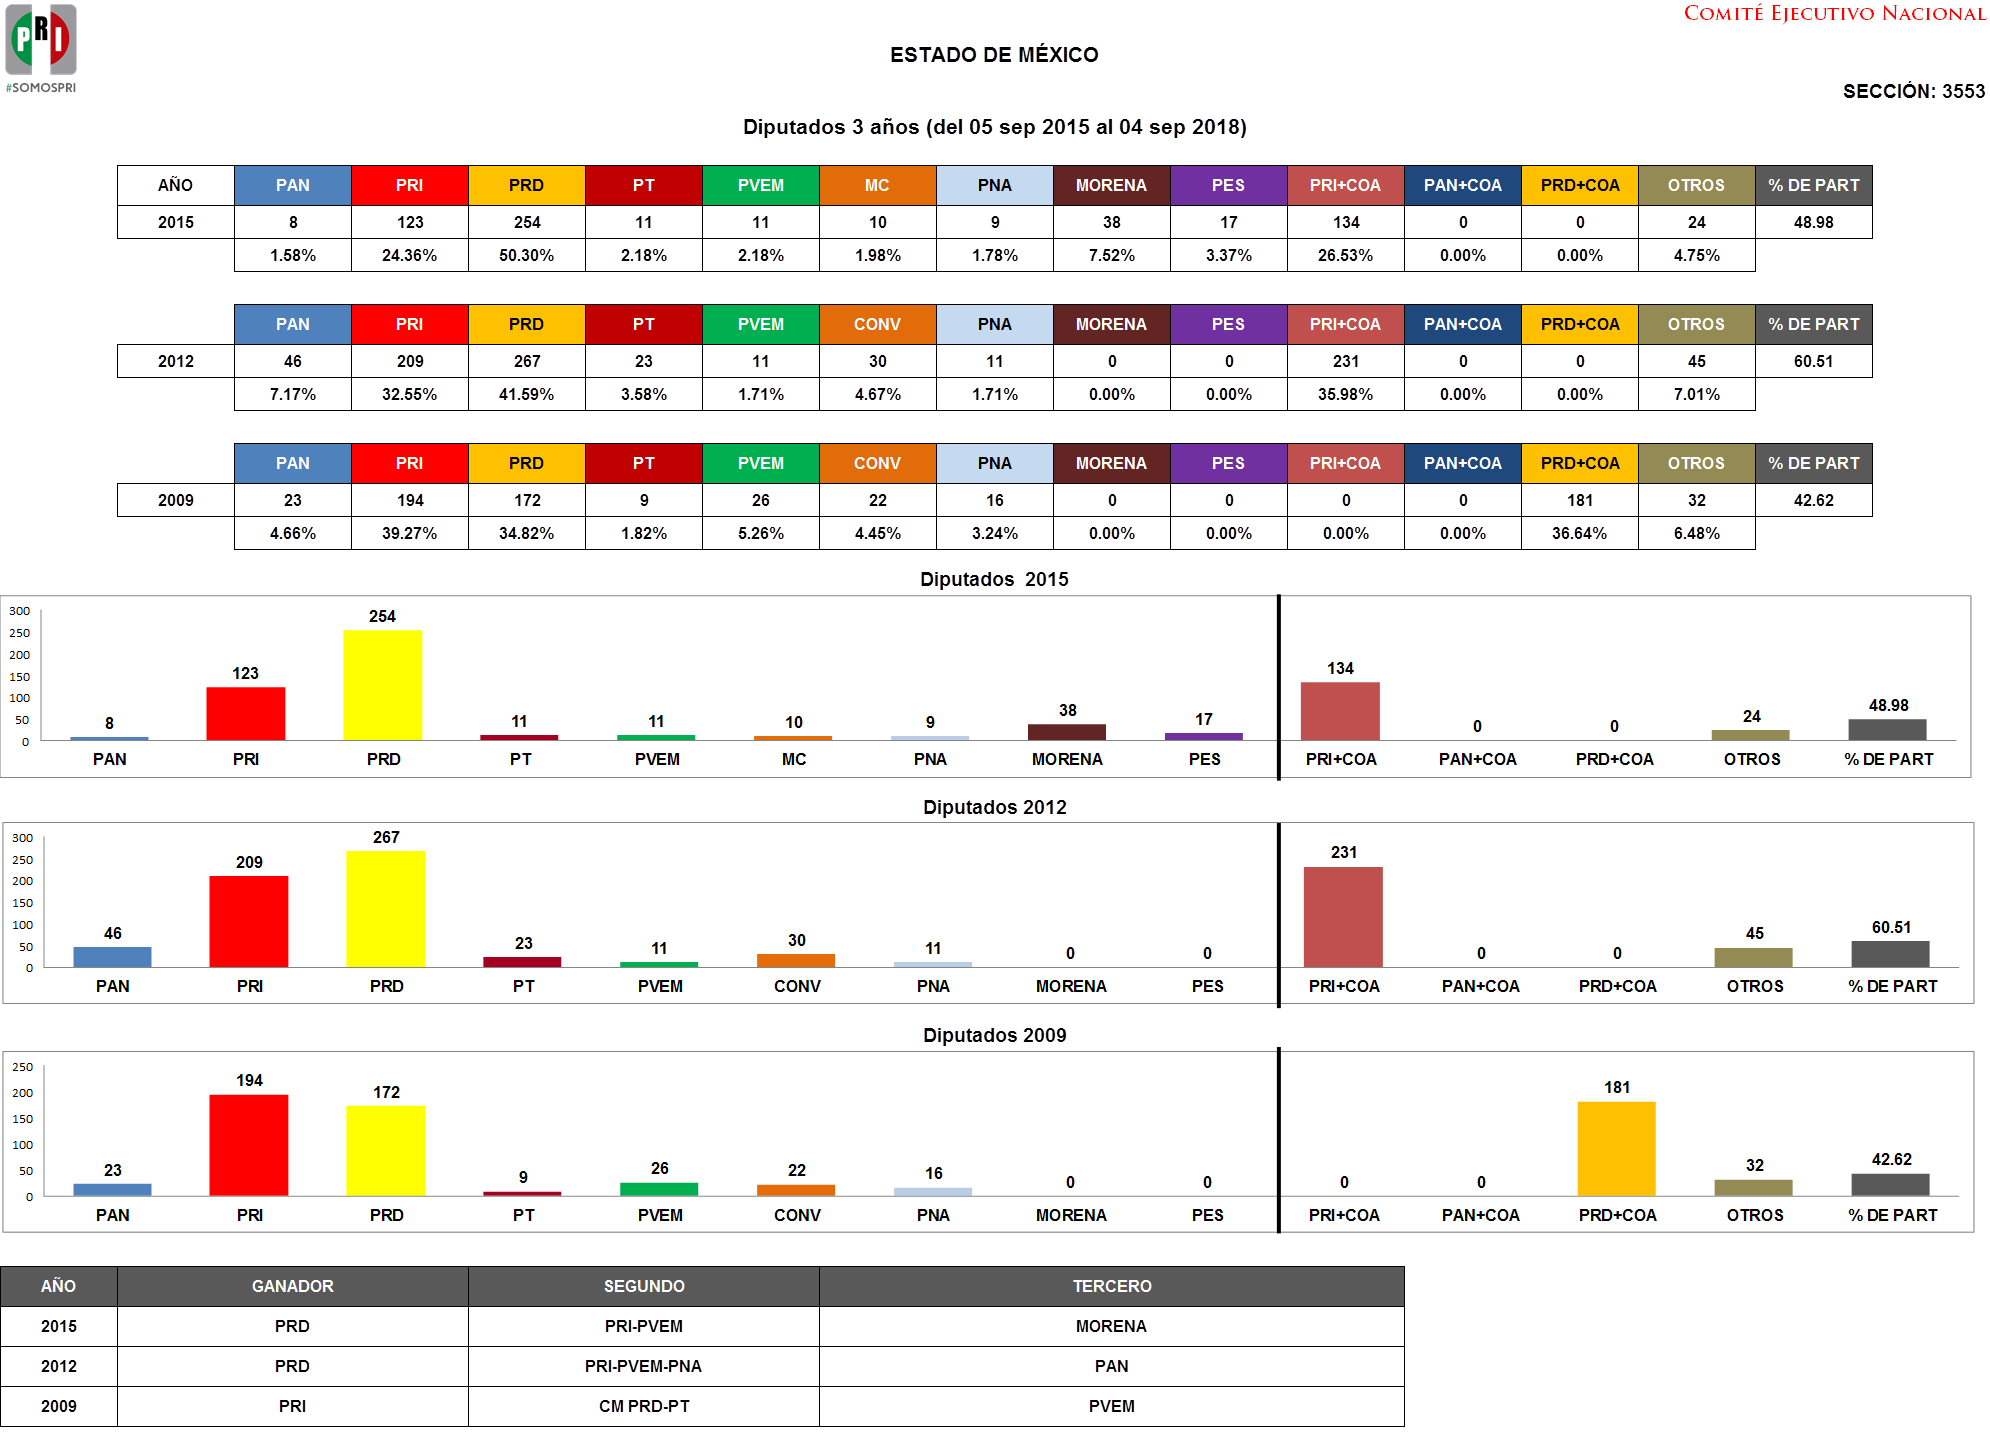 PRI
#SOMOSPRI
COMITÉ EJECUTIVO NACIONAL
ESTADO DE MÉXICO
SECCIÓN: 3553
Diputados 3 años (del 05 sep 2015 al 04 sep 2018)
AÑO PAN PRI PRD PT PVEM MC PNA MORENA PES PRI+COA PAN+COA PRD+COA OTROS % DE PART
2015 8 123 254 11 11 10 9 38 17 134 0 0 24 48.98
1.58% 24.36% 50.30% 2.18% 2.18% 1.98% 1.78% 7.52% 3.37% 26.53% 0.00% 0.00% 4.75%
PAN PRI PRD PT PVEM CONV PNA MORENA PES PRI+COA PAN+COA PRD+COA OTROS % DE PART
2012 46 209 267 23 11 30 11 0 0 231 0 0 45 60.51
7.17% 32.55% 41.59% 3.58% 1.71% 4.67% 1.71% 0.00% 0.00% 35.98% 0.00% 0.00% 7.01%
PAN PRI PRD PT PVEM CONV PNA MORENA PES PRI+COA PAN+COA PRD+COA OTROS % DE PART
2009 23 194 172 9 26 22 16 0 0 0 0 181 32 42.62
4.66% 39.27% 34.82% 1.82% 5.26% 4.45% 3.24% 0.00% 0.00% 0.00% 0.00% 36.64% 6.48%
Diputados 2015
300
250
200
150
100
50
0
8 123 254 11 11 10 9 38 17 134 0 0 24 48.98
PAN PRI PRD PT PVEM MC PNA MORENA PES PRI+COA PAN+COA PRD+COA OTROS % DE PART
Diputados 2012
300
250
200
150
100
50
0
46 209 267 23 11 30 11 0 0 231 0 0 45 60.51
PAN PRI PRD PT PVEM CONV PNA MORENA PES PRI+COA PAN+COA PRD+COA OTROS % DE PART
Diputados 2009
250
200
150
100
50
0
23 194 172 9 26 22 16 0 0 0 0 181 32 42.62
PAN PRI PRD PT PVEM CONV PNA MORENA PES PRI+COA PAN+COA PRD+COA OTROS % DE PART
AÑO GANADOR SEGUNDO TERCERO
2015 PRD PRI-PVEM MORENA
2012 PRD PRI-PVEM-PNA PAN
2009 PRI CM PRD-PT PVEM